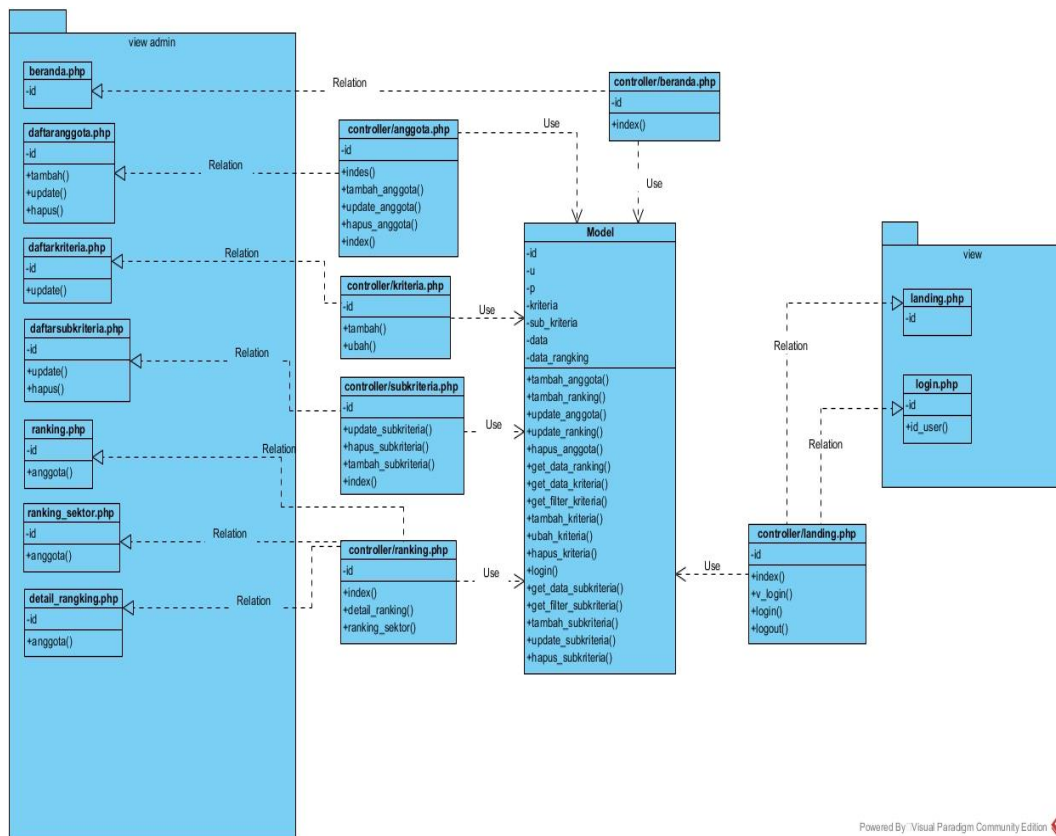 view admin
beranda.php
-id
daftaranggota.php
-id
+tambah()
+update()
+hapus()
daftarkriteria.php
-id
+update()
daftarsubkriteria.php
-id
+update()
+hapus()
ranking.php
-id
+anggota()
ranking_sektor.php
-id
+anggota()
detail_rangking.php
-id
+anggota()
Relation
Relation
Relation
Relation
Relation
Relation
Relation
controller/anggota.php
-id
+indes()
+tambah_anggota()
+update_anggota()
+hapus_anggota()
+index()
controller/kriteria.php
-id
+tambah()
+ubah()
controller/subkriteria.php
-id
+update_subkriteria()
+hapus_subkriteria()
+tambah_subkriteria()
+index()
controller/ranking.php
-id
+index()
+detail_ranking()
+ranking_sektor()
Use
Use
Use
Use
Use
controller/beranda.php
-id
+index()
Model
-id
-u
-p
-kriteria
-sub_kriteria
-data
-data_rangking
+tambah_anggota()
+tambah_ranking()
+update_anggota()
+update_ranking()
+hapus_anggota()
+get_data_ranking()
+get_data_kriteria()
+get_filter_kriteria()
+tambah_kriteria()
+ubah_kriteria()
+hapus_kriteria()
+login()
+get_data_subkriteria()
+get_filter_subkriteria()
+tambah_subkriteria()
+update_subkriteria()
+hapus_subkriteria()
Use
view
landing.php
-id
login.php
-id
+id_user()
Relation
Relation
controller/landing.php
-id
+index()
+v_login()
+login()
+logout()
Powered By Visual Paradigm Community Edition